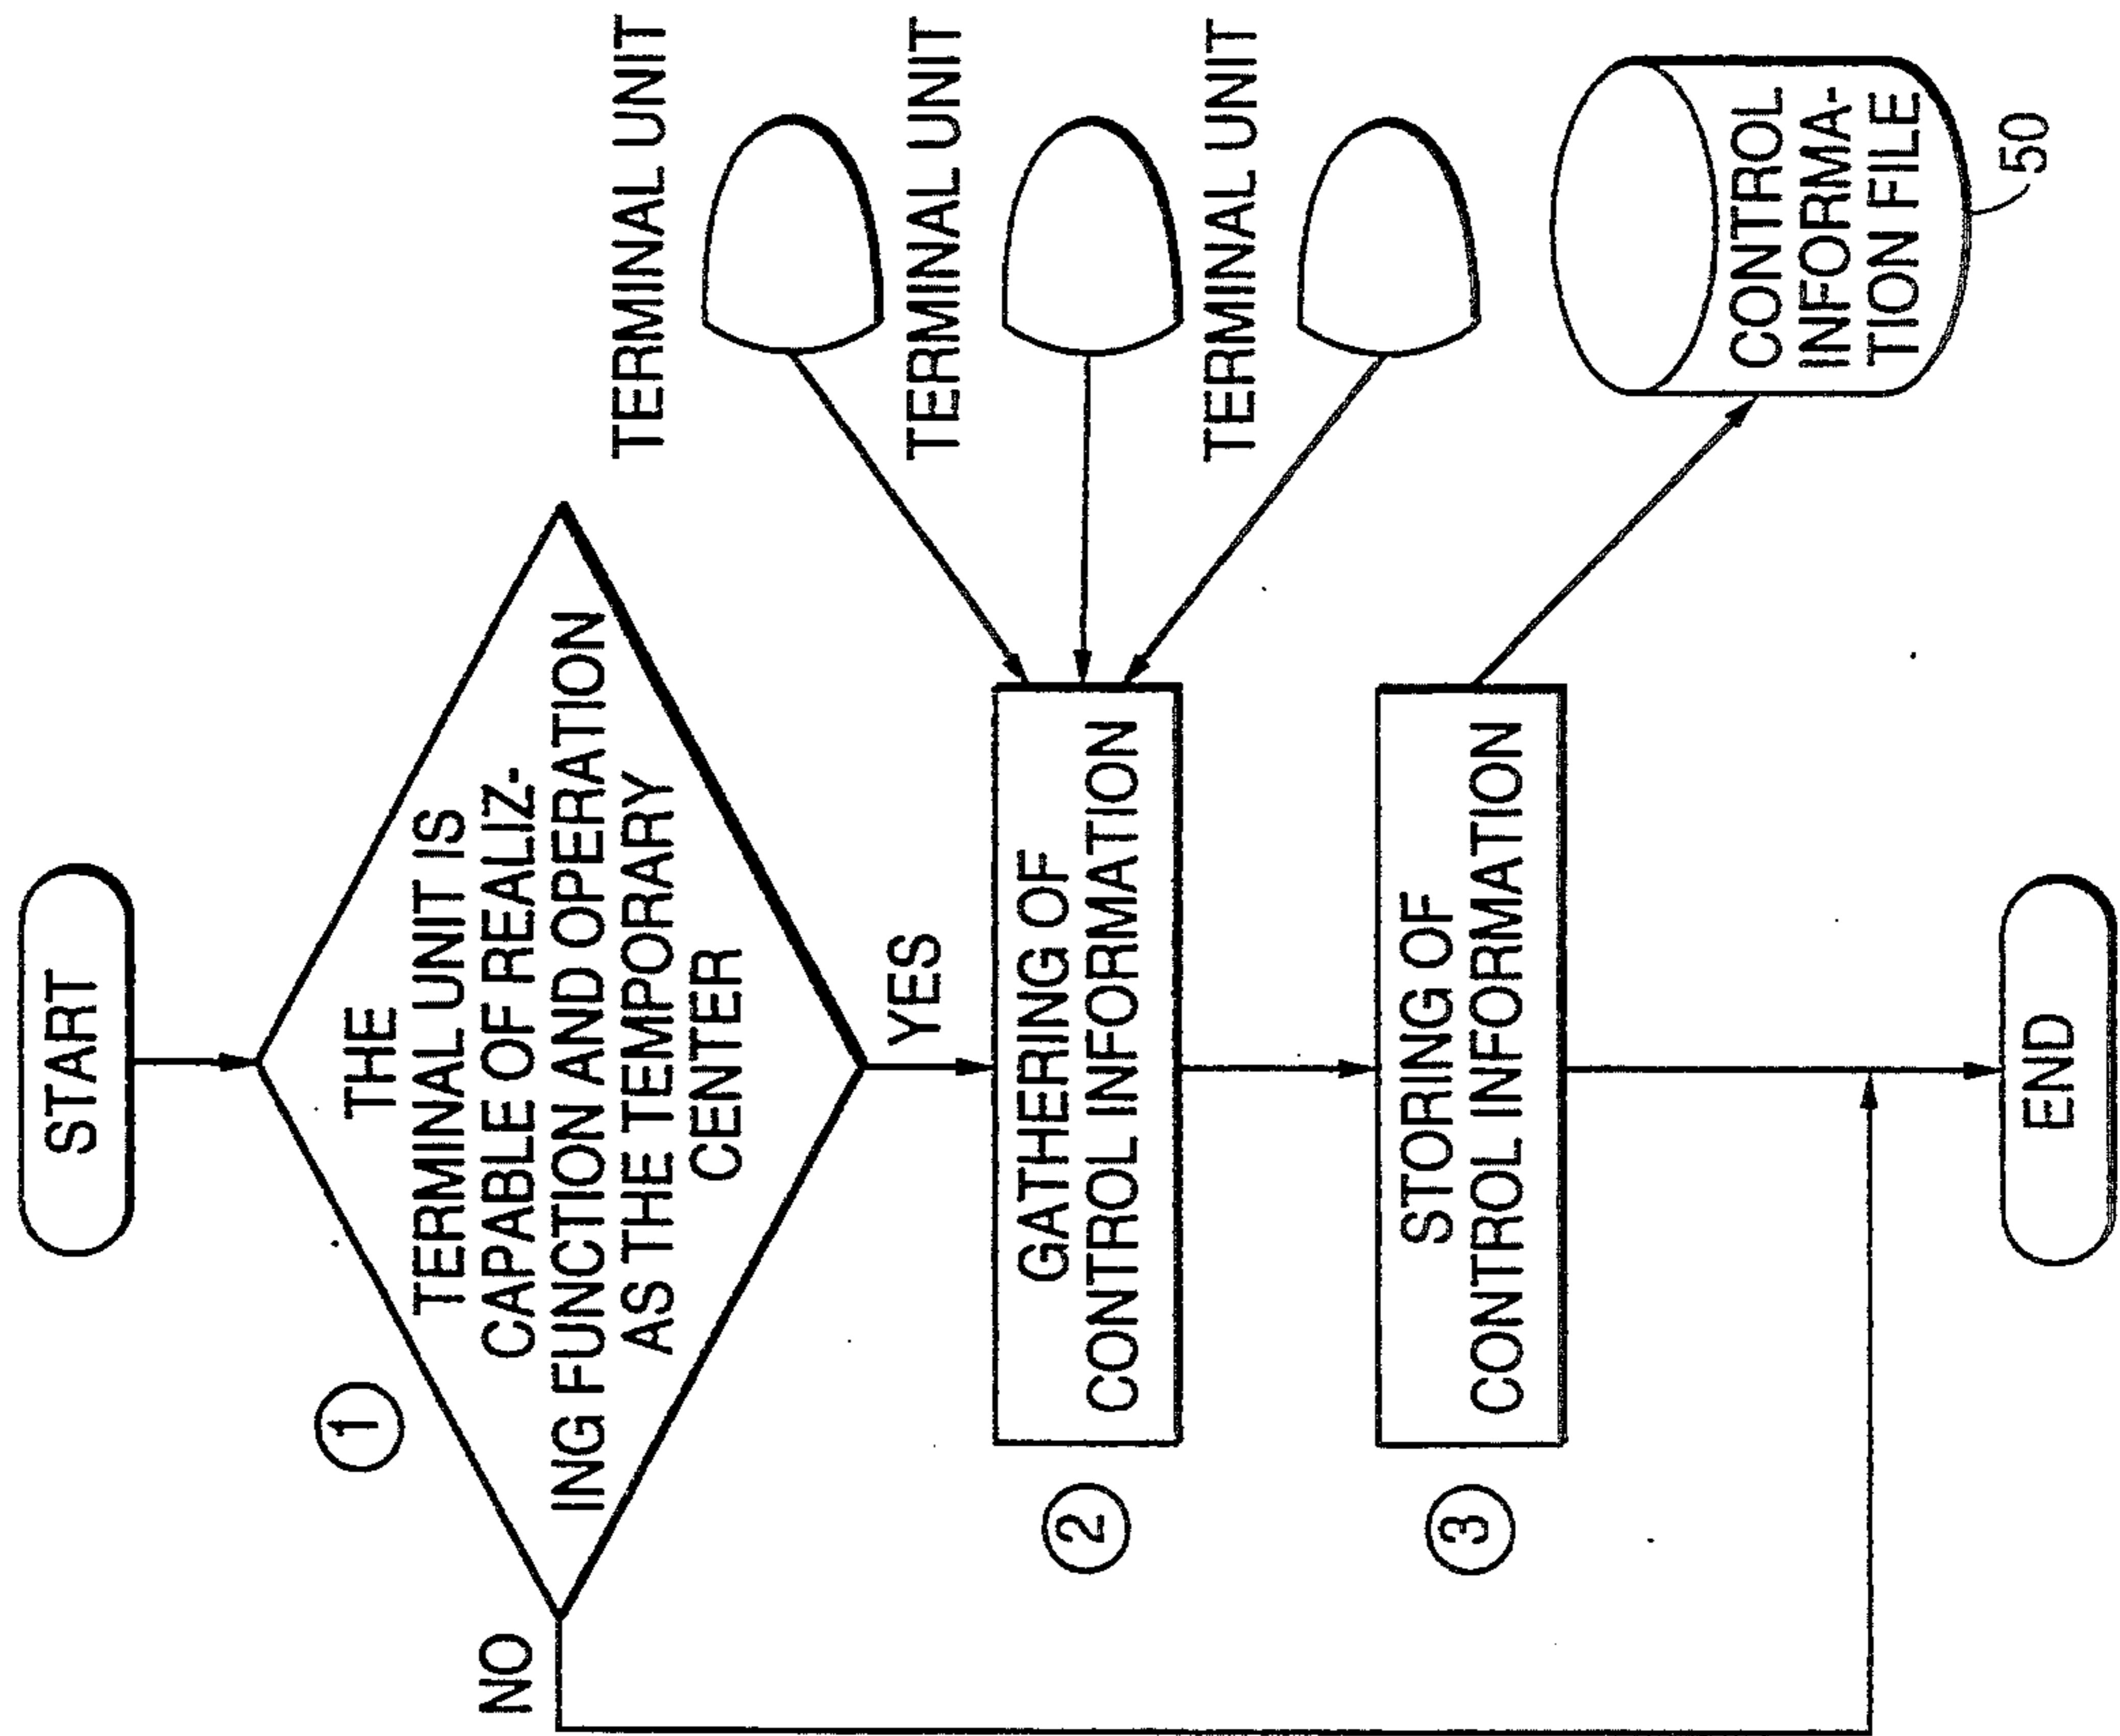 START
①
THE
TERMINAL UNIT IS
CAPABLE OF REALIZ-
ING FUNCTION AND OPERATION
AS THE TEMPORARY
CENTER
NO
YES
②
GATHERING OF
CONTROL INFORMATION
TERMINAL UNIT
TERMINAL UNIT
TERMINAL UNIT
③
STORING OF
CONTROL INFORMATION
CONTROL
INFORMA-
TION FILE
50
END